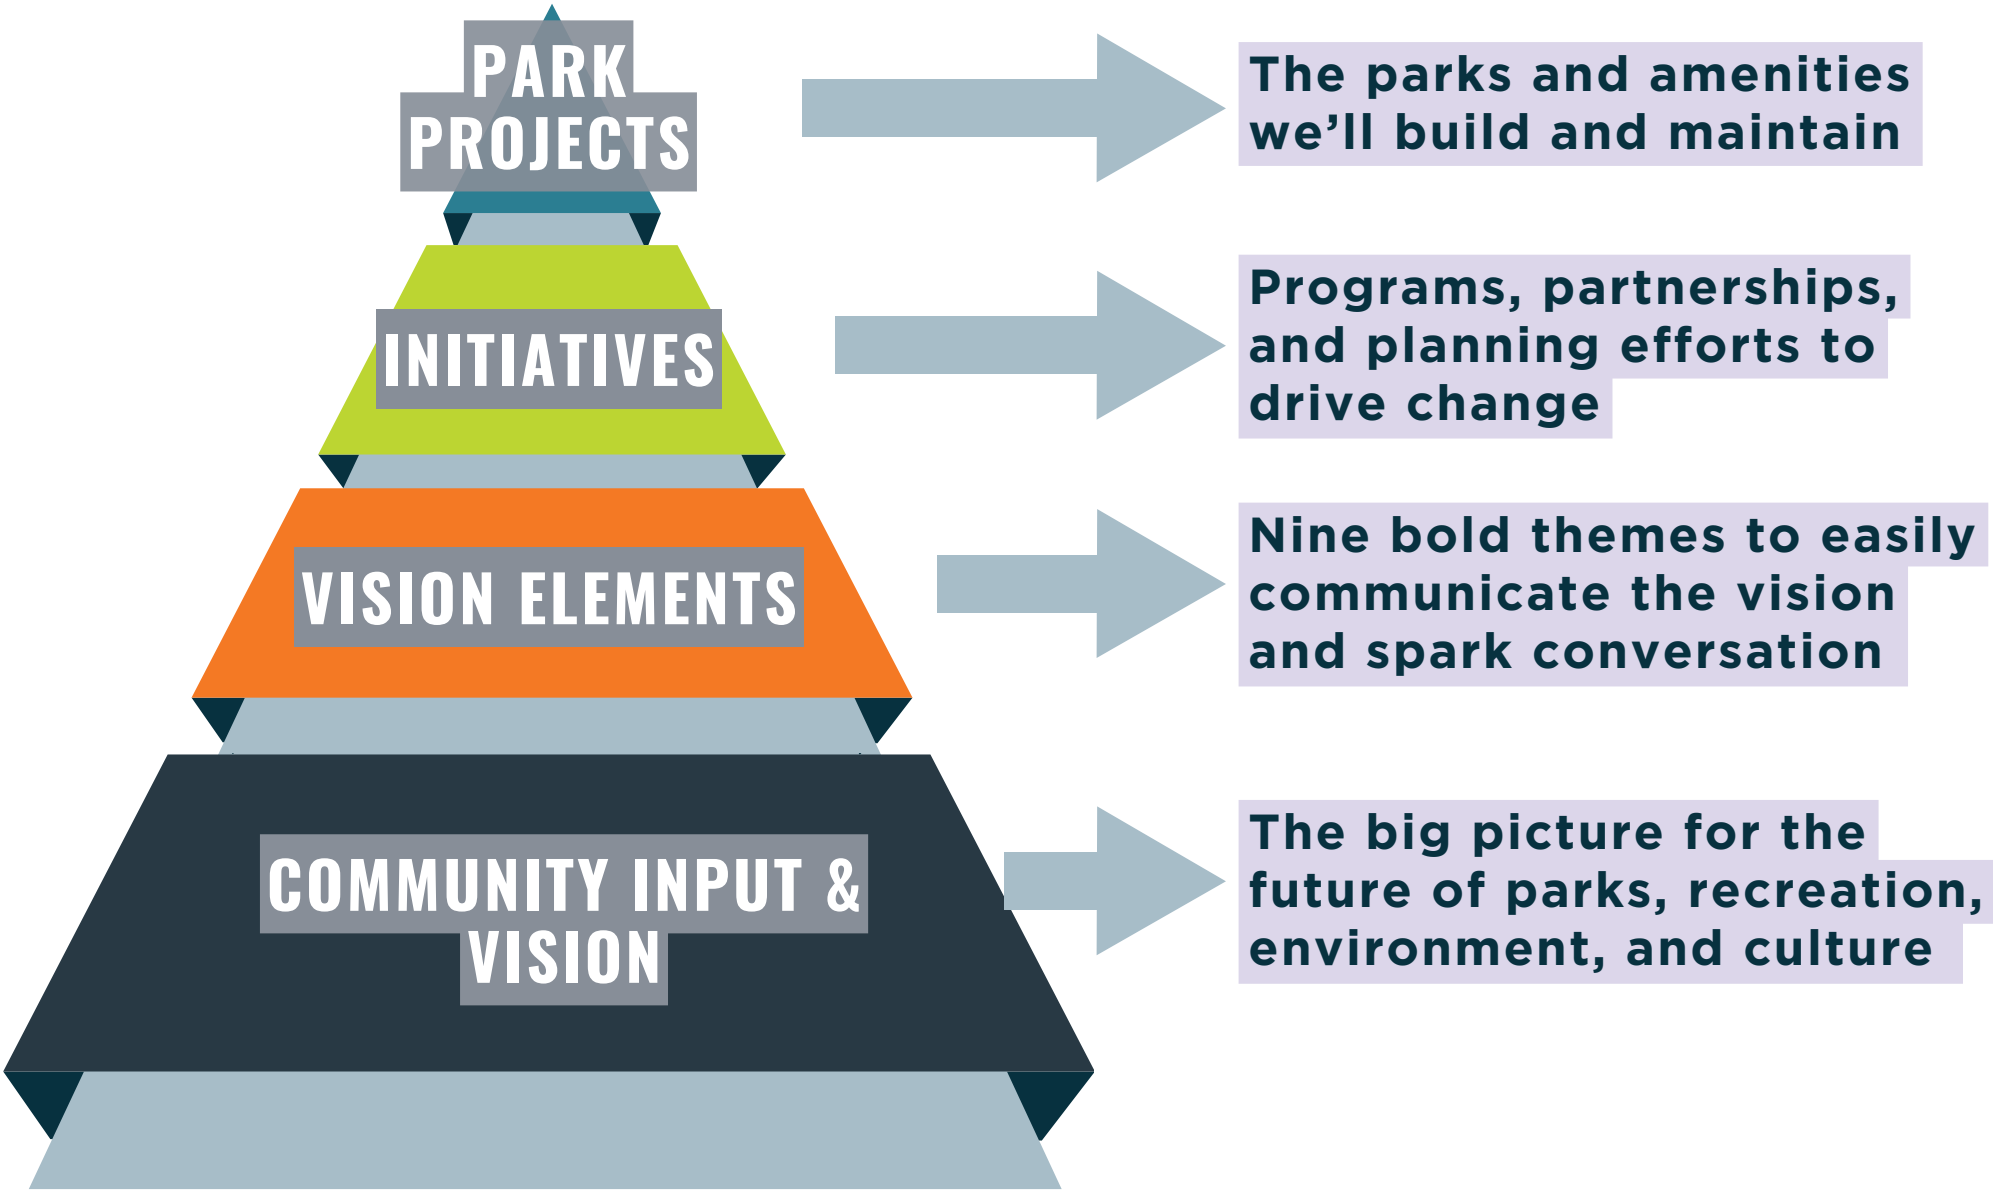 PARK
PROJECTS
The parks and amenities
we’ll build and maintain
INITIATIVES
Programs, partnerships,
and planning efforts to
drive change
VISION ELEMENTS
Nine bold themes to easily
communicate the vision
and spark conversation
COMMUNITY INPUT &
VISION
The big picture for the
future of parks, recreation,
environment, and culture